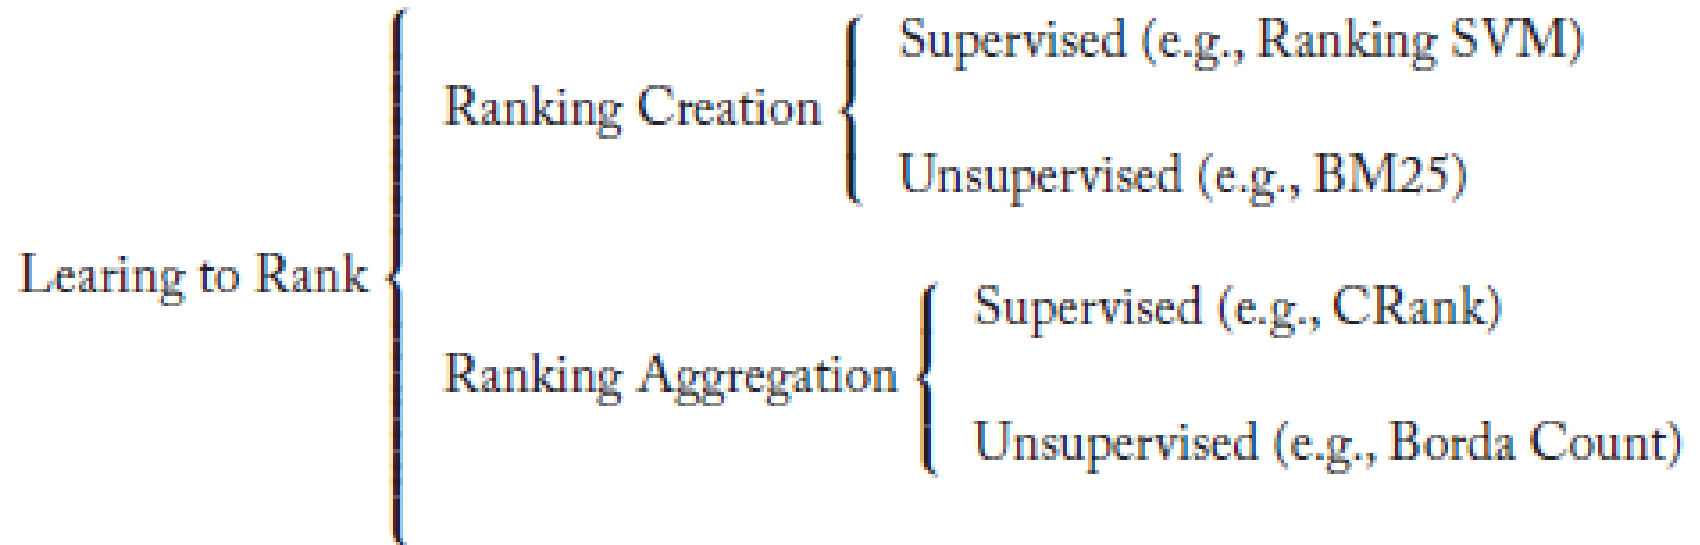 Supervised (e.g., Ranking SVM)
Ranking Creation
Unsupervised (e.g., BM25)
Learing to Rank
Supervised (e.g., CRank)
Ranking Aggregation
Unsupervised (e.g., Borda Count)